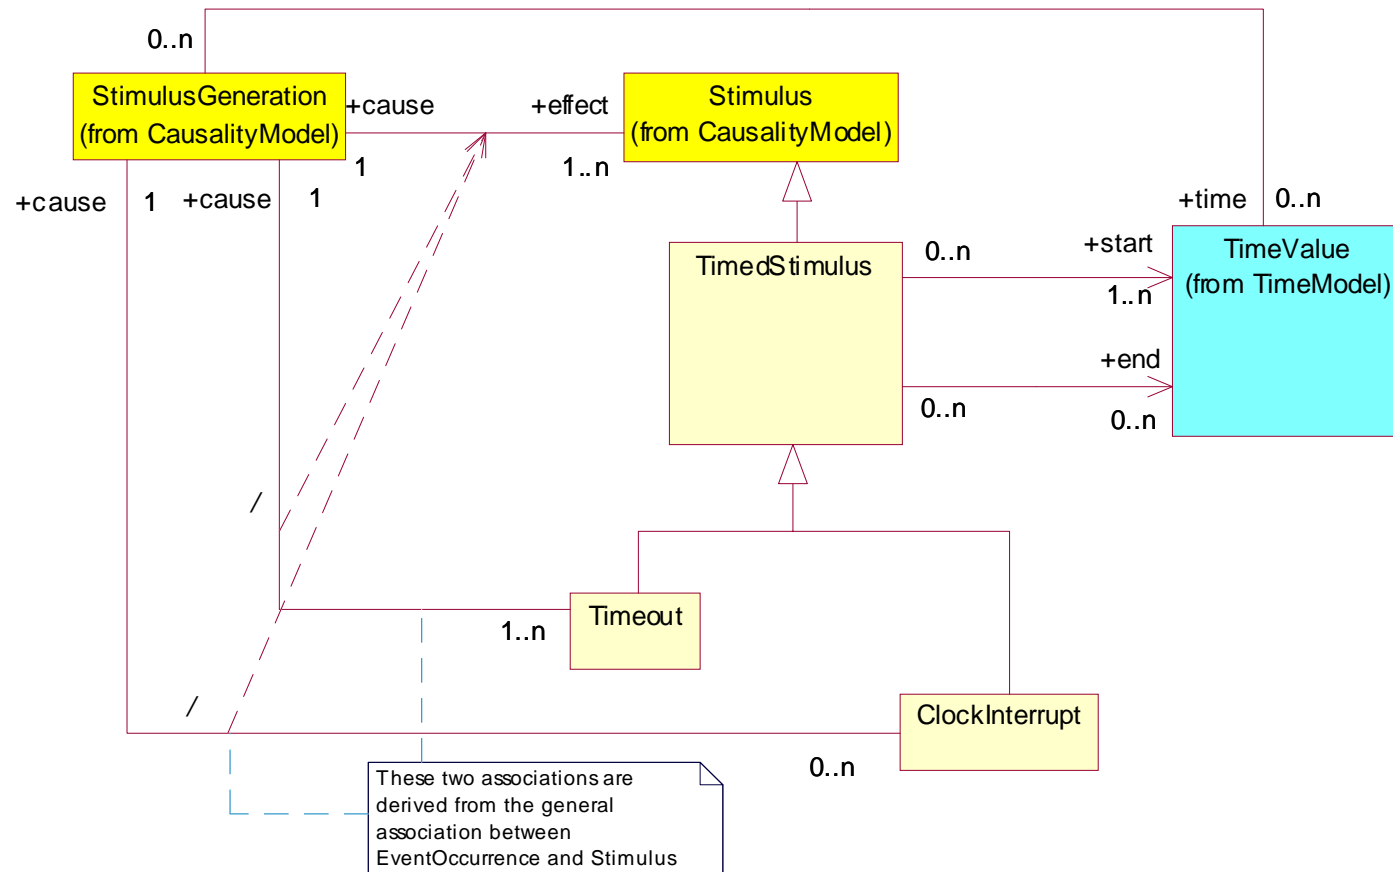 0..n
StimulusGeneration
(from CausalityModel)
+cause
1
+effect
1..n
Stimulus
(from CausalityModel)
+cause
1
+cause
1
+time
0..n
TimedStimulus
0..n
+start
1..n
TimeValue
(from TimeModel)
+end
0..n
0..n
/
Timeout
1..n
/
ClockInterrupt
0..n
These two associations are
derived from the general
association between
EventOccurrence and Stimulus